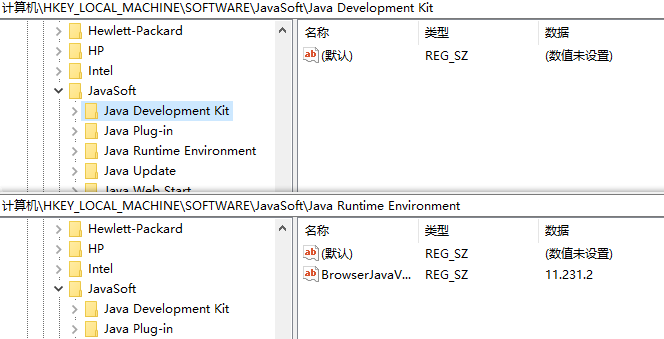 计算机\HKEY_LOCAL_MACHINE\SOFTWARE\JavaSoft\Java Development Kit
Hewlett-Packard
HP
Intel
JavaSoft
Java Development Kit
Java Plug-in
Java Runtime Environment
Java Update
Java Web Start
名称 类型 数据
(默认) REG_SZ (数值未设置)
计算机\HKEY_LOCAL_MACHINE\SOFTWARE\JavaSoft\Java Runtime Environment
Hewlett-Packard
HP
Intel
JavaSoft
Java Development Kit
Java Plug-in
名称 类型 数据
(默认) REG_SZ (数值未设置)
BrowserJavaV... REG_SZ 11.231.2